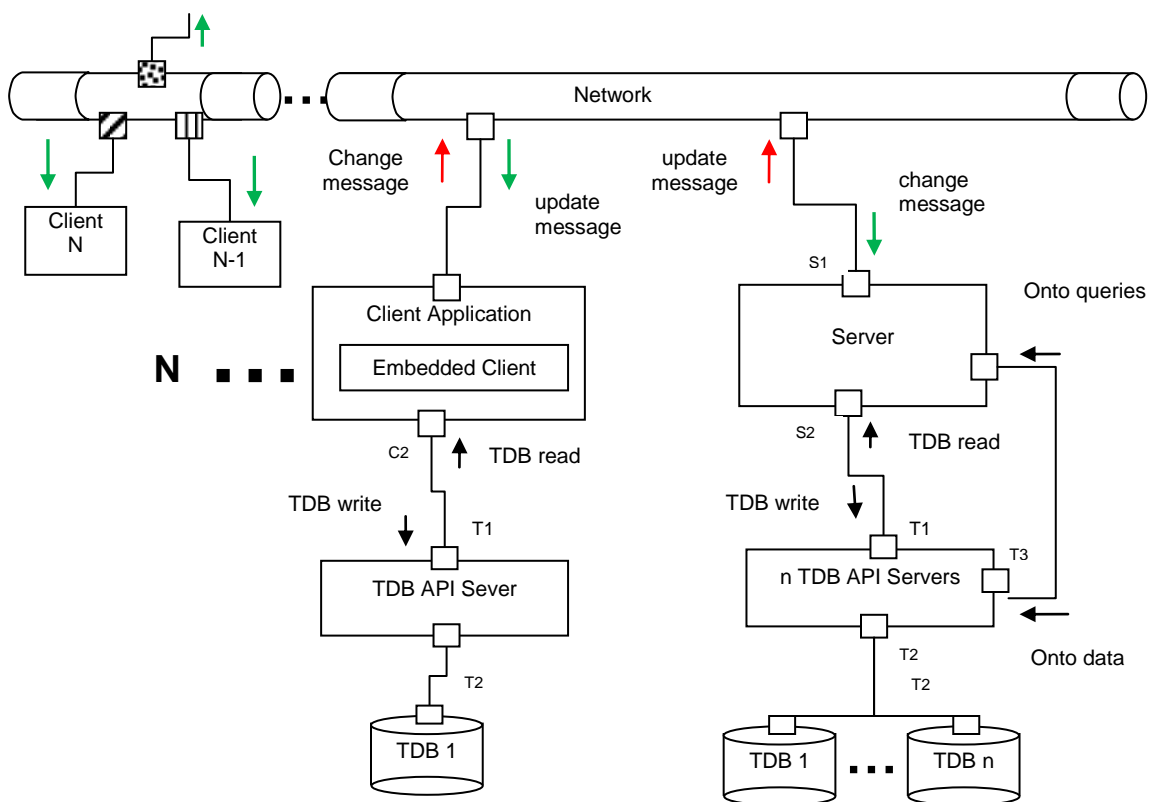 Network
Change
message
update
message
update
message
change
message
Client
N
Client
N-1
S1
Onto queries
Client Application
Embedded Client
Server
N
C2
TDB read
S2
TDB read
TDB write
TDB write
T1
T1
T3
TDB API Sever
n TDB API Servers
T2
T2
T2
Onto data
TDB 1
TDB 1
TDB n